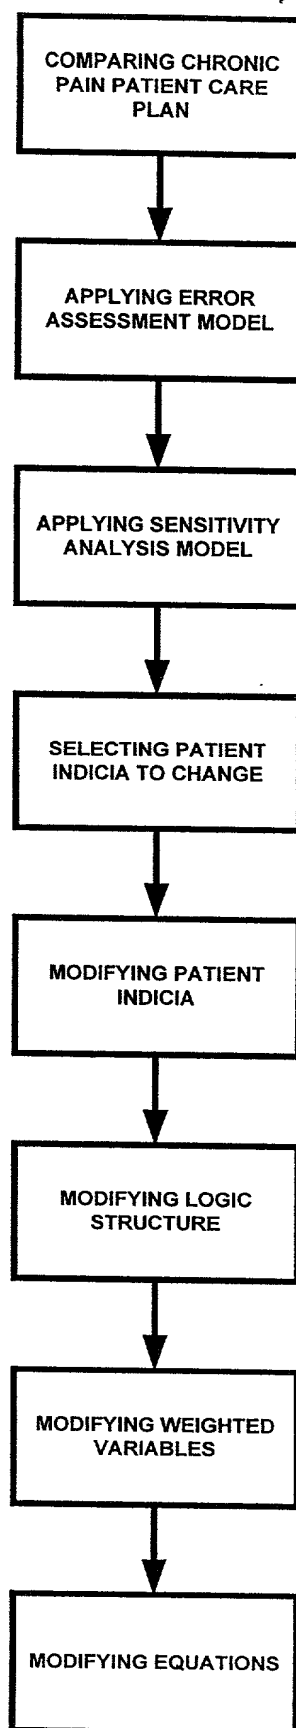 COMPARING CHRONIC
PAIN PATIENT CARE
PLAN
APPLYING ERROR
ASSESSMENT MODEL
APPLYING SENSITIVITY
ANALYSIS MODEL
SELECTING PATIENT
INDICIA TO CHANGE
MODIFYING PATIENT
INDICIA
MODIFYING LOGIC
STRUCTURE
MODIFYING WEIGHTED
VARIABLES
MODIFYING EQUATIONS